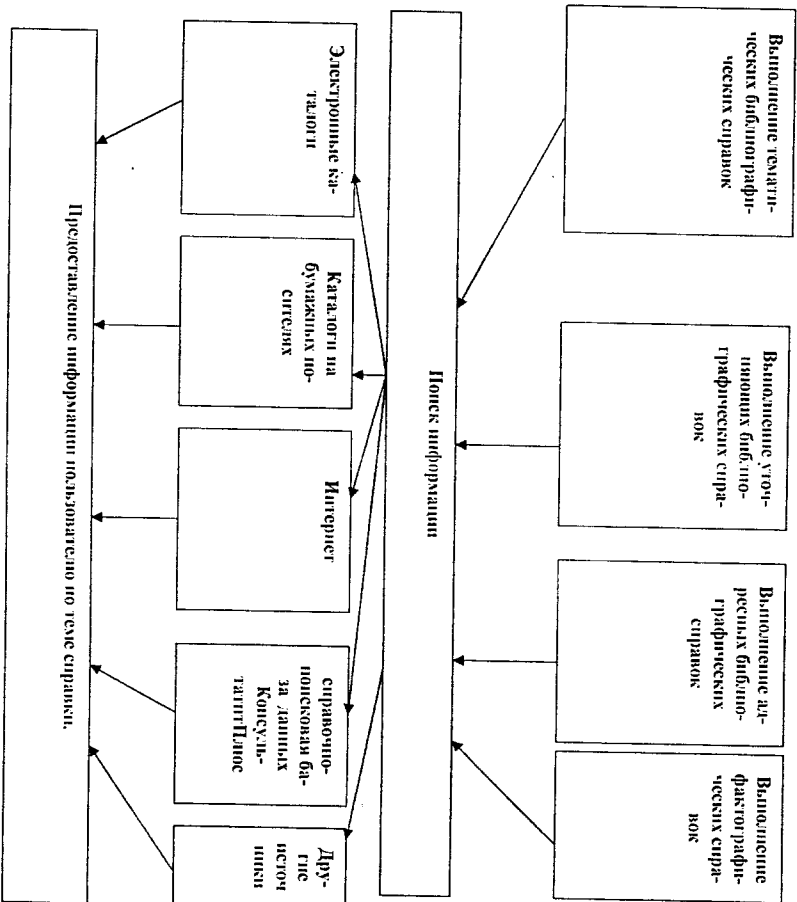 Выполнение темати-
ческих библиографи-
ческих справок
Выполнение уточ-
няющих библио-
графических спра-
вок
Выполнение ад-
ресных библио-
графических
справок
Выполнение
фактографи-
ческих спра-
вок
Поиск информации
Электронные ка-
талоги
Каталоги на
бумажных но-
сителях
Интернет
справочно-
поисковая ба-
за данных
Консуль-
татнтПлюс
Дру-
гие
источ
ники
Предоставление информации пользователю по теме справки.